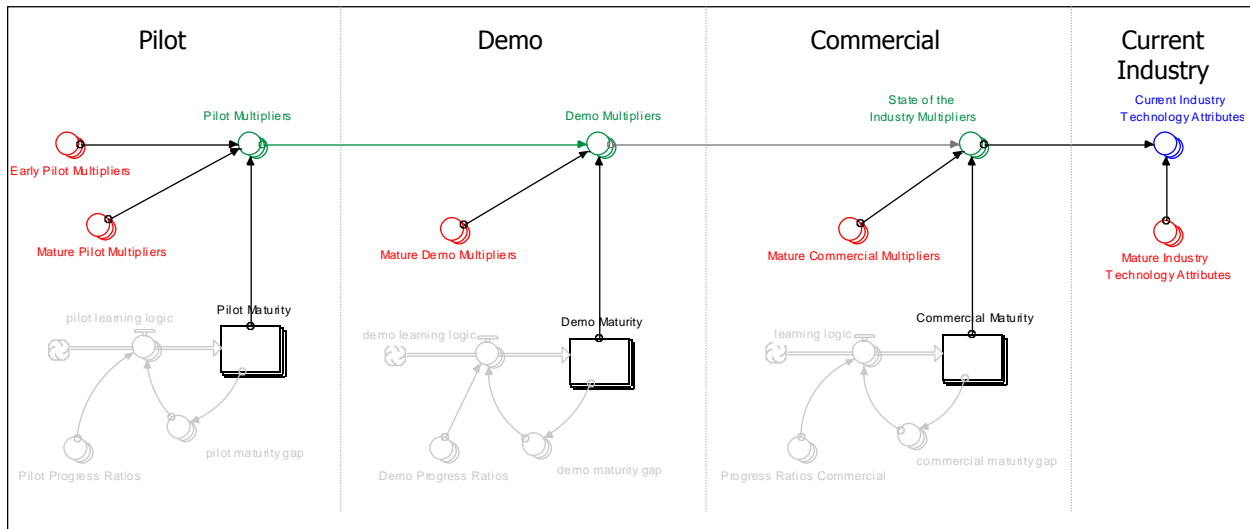 Pilot
Demo
Commercial
Current
Industry
Pilot Multipliers
Demo Multipliers
State of the
Industry Multipliers
Current Industry
Technology Attributes
Early Pilot Multipliers
Mature Pilot Multipliers
Mature Demo Multipliers
Mature Commercial Multipliers
Mature Industry
Technology Attributes
pilot learning logic
Pilot Maturity
demo learning logic
Demo Maturity
learning logic
Commercial Maturity
Pilot Progress Ratios
pilot maturity gap
Demo Progress Ratios
demo maturity gap
Progress Ratios Commercial
commercial maturity gap